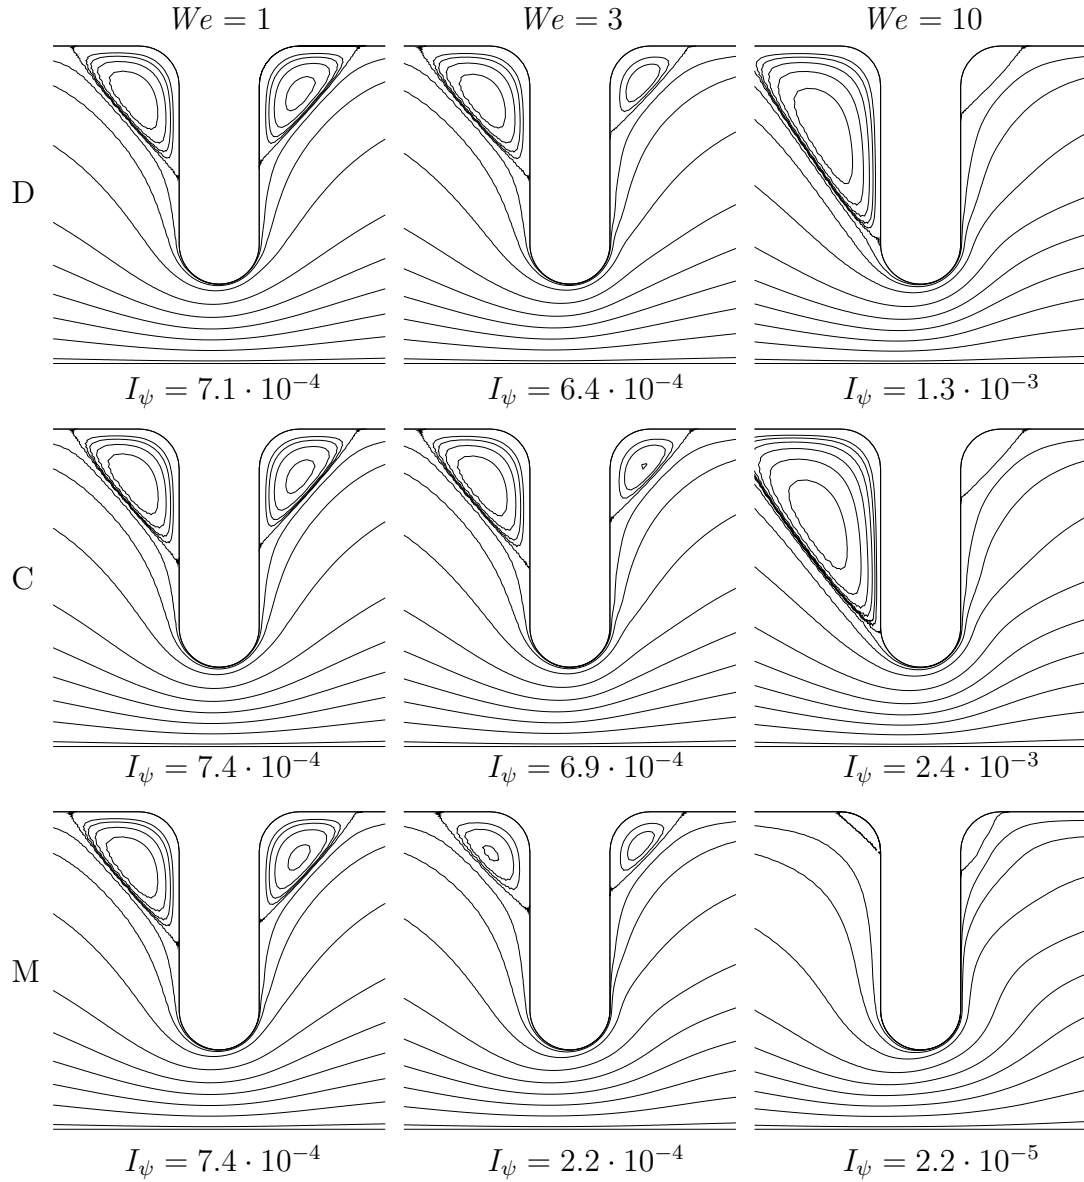 We = 1 We = 3 We = 10
D
I_ψ = 7.1 · 10⁻⁴ I_ψ = 6.4 · 10⁻⁴ I_ψ = 1.3 · 10⁻³
C
I_ψ = 7.4 · 10⁻⁴ I_ψ = 6.9 · 10⁻⁴ I_ψ = 2.4 · 10⁻³
M
I_ψ = 7.4 · 10⁻⁴ I_ψ = 2.2 · 10⁻⁴ I_ψ = 2.2 · 10⁻⁵